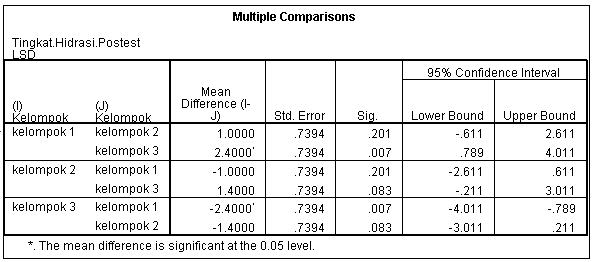 Multiple Comparisons
Tingkat.Hidrasi.Postest
LSD
(I) Kelompok (J) Kelompok Mean Difference (I-J) Std. Error Sig. 95% Confidence Interval
Lower Bound Upper Bound
kelompok 1 kelompok 2 1.0000 .7394 .201 -.611 2.611
kelompok 3 2.4000* .7394 .007 .789 4.011
kelompok 2 kelompok 1 -1.0000 .7394 .201 -2.611 .611
kelompok 3 1.4000 .7394 .083 -.211 3.011
kelompok 3 kelompok 1 -2.4000* .7394 .007 -4.011 -.789
kelompok 2 -1.4000 .7394 .083 -3.011 .211
*. The mean difference is significant at the 0.05 level.